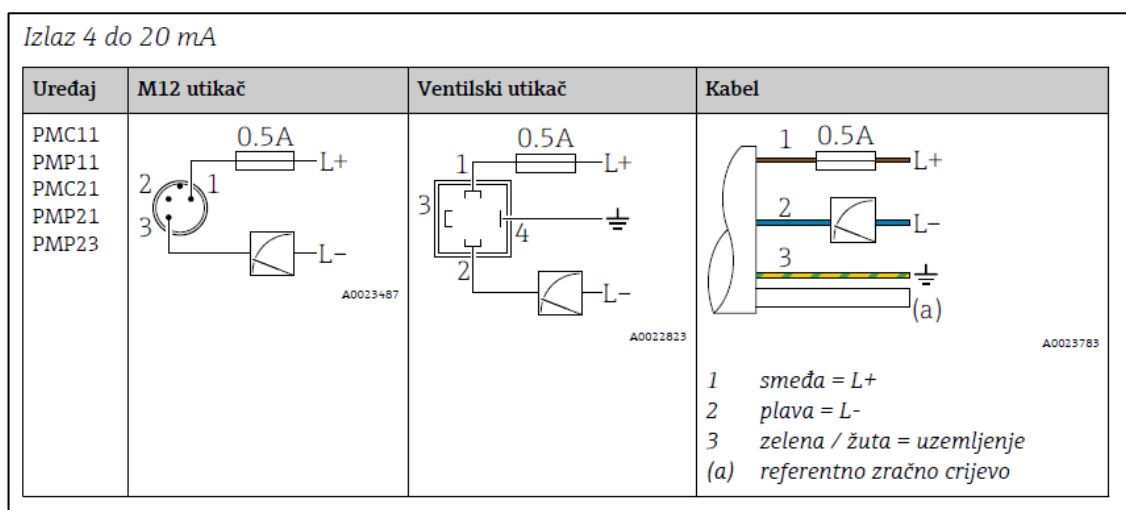 Izlaz 4 do 20 mA
Uređaj
M12 utikač
Ventilski utikač
Kabel
PMC11
PMP11
PMC21
PMP21
PMP23
0.5A
L+
2
1
3
L–
A0023487
0.5A
1
L+
3
4
2
L–
A0022823
1
0.5A
L+
2
L–
3
(a)
A0023783
1 smeđa = L+
2 plava = L-
3 zelena / žuta = uzemljenje
(a) referentno zračno crijevo